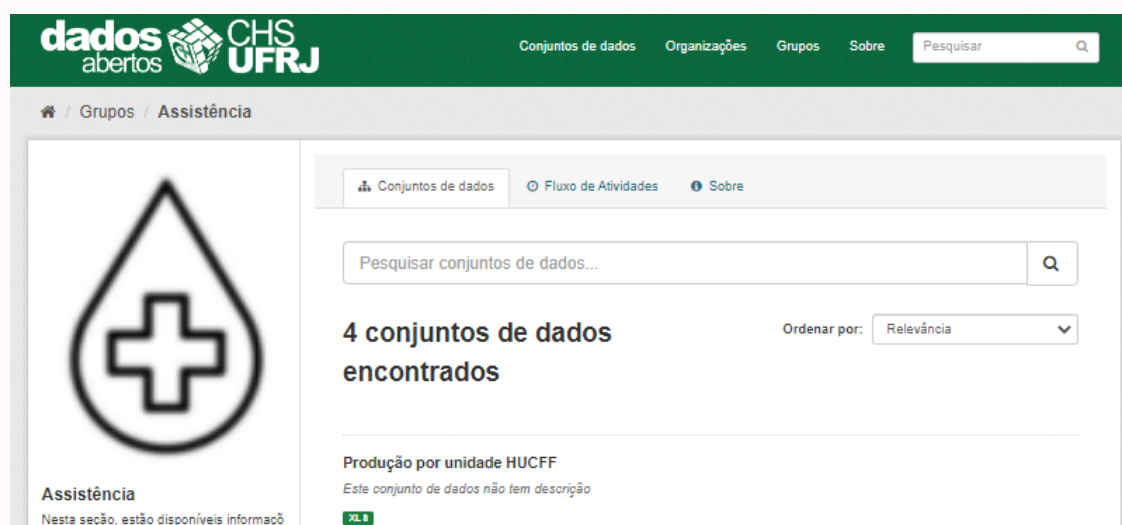 dados abertos CHS UFRJ
Conjuntos de dados Organizações Grupos Sobre Pesquisar
/ Grupos / Assistência
Conjuntos de dados Fluxo de Atividades Sobre
Pesquisar conjuntos de dados...
4 conjuntos de dados
encontrados
Ordenar por: Relevância
Produção por unidade HUCFF
Este conjunto de dados não tem descrição
XLS
Assistência
Nesta seção, estão disponíveis informaçõ